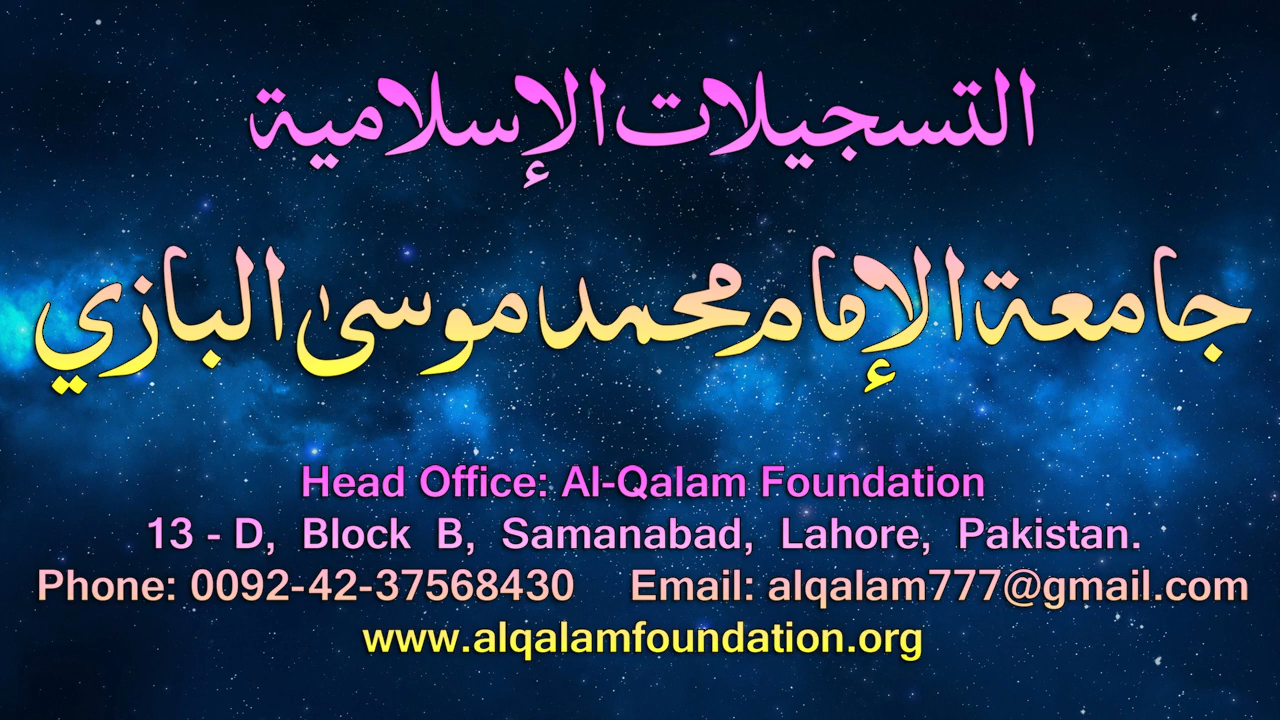 التسجيلات الإسلامية
جامعة الإمام محمد موسىٰ البازي
Head Office: Al-Qalam Foundation
13 - D, Block B, Samanabad, Lahore, Pakistan.
Phone: 0092-42-37568430 Email: alqalam777@gmail.com
www.alqalamfoundation.org